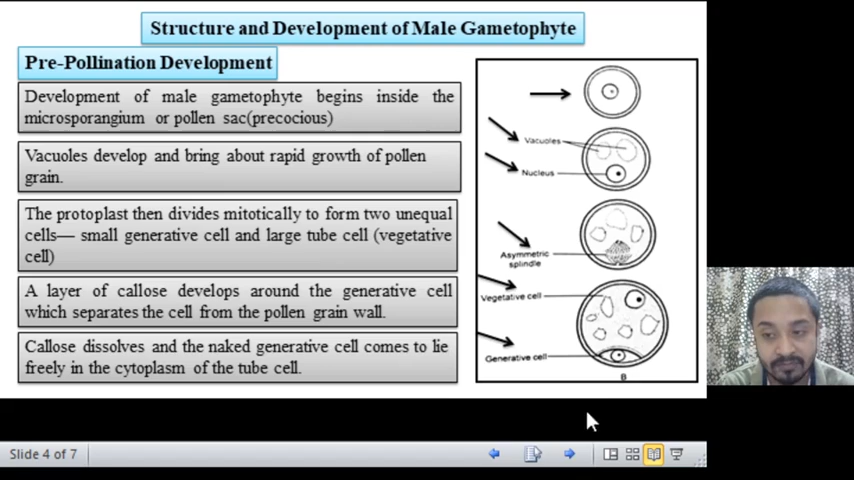 Structure and Development of Male Gametophyte
Pre-Pollination Development
Development of male gametophyte begins inside the
microsporangium or pollen sac(precocious)
Vacuoles develop and bring about rapid growth of pollen
grain.
The protoplast then divides mitotically to form two unequal
cells— small generative cell and large tube cell (vegetative
cell)
A layer of callose develops around the generative cell
which separates the cell from the pollen grain wall.
Callose dissolves and the naked generative cell comes to lie
freely in the cytoplasm of the tube cell.
Vacuoles
Nucleus
Asymmetric
spindle
Vegetative cell
Generative cell
B
Slide 4 of 7